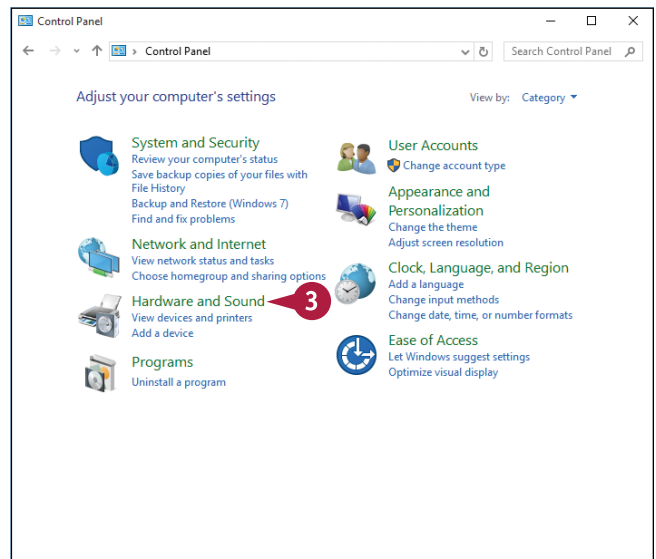 Control Panel
Control Panel
Search Control Panel
Adjust your computer's settings
View by: Category
System and Security
Review your computer's status
Save backup copies of your files with
File History
Backup and Restore (Windows 7)
Find and fix problems
Network and Internet
View network status and tasks
Choose homegroup and sharing options
Hardware and Sound
3
View devices and printers
Add a device
Programs
Uninstall a program
User Accounts
Change account type
Appearance and
Personalization
Change the theme
Adjust screen resolution
Clock, Language, and Region
Add a language
Change input methods
Change date, time, or number formats
Ease of Access
Let Windows suggest settings
Optimize visual display